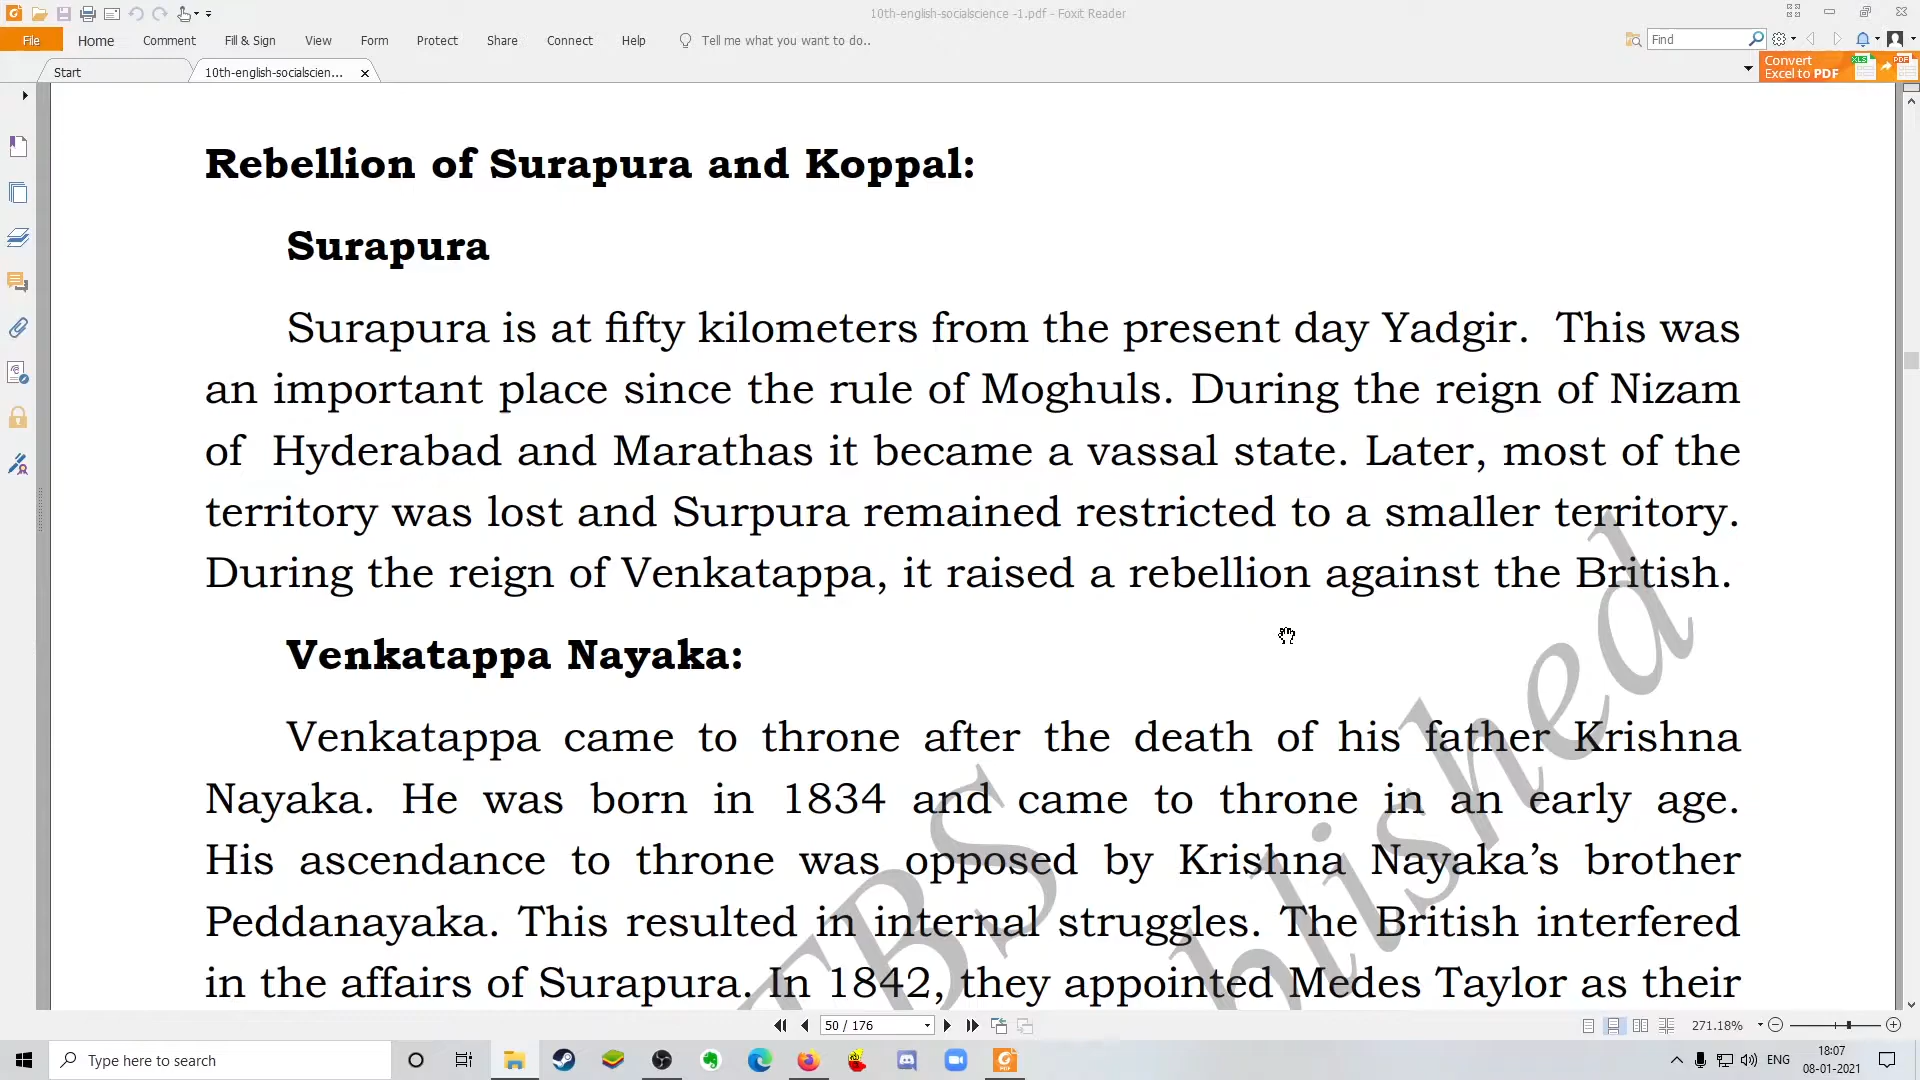 10th-english-socialscience -1.pdf - Foxit Reader
File Home Comment Fill & Sign View Form Protect Share Connect Help Tell me what you want to do.. Find
Start 10th-english-socialscien... Convert Excel to PDF
Rebellion of Surapura and Koppal:
Surapura
Surapura is at fifty kilometers from the present day Yadgir. This was
an important place since the rule of Moghuls. During the reign of Nizam
of Hyderabad and Marathas it became a vassal state. Later, most of the
territory was lost and Surpura remained restricted to a smaller territory.
During the reign of Venkatappa, it raised a rebellion against the British.
Venkatappa Nayaka:
Venkatappa came to throne after the death of his father Krishna
Nayaka. He was born in 1834 and came to throne in an early age.
His ascendance to throne was opposed by Krishna Nayaka’s brother
Peddanayaka. This resulted in internal struggles. The British interfered
in the affairs of Surapura. In 1842, they appointed Medes Taylor as their
TBS
blished
50 / 176 271.18%
Type here to search ENG 18:07
08-01-2021